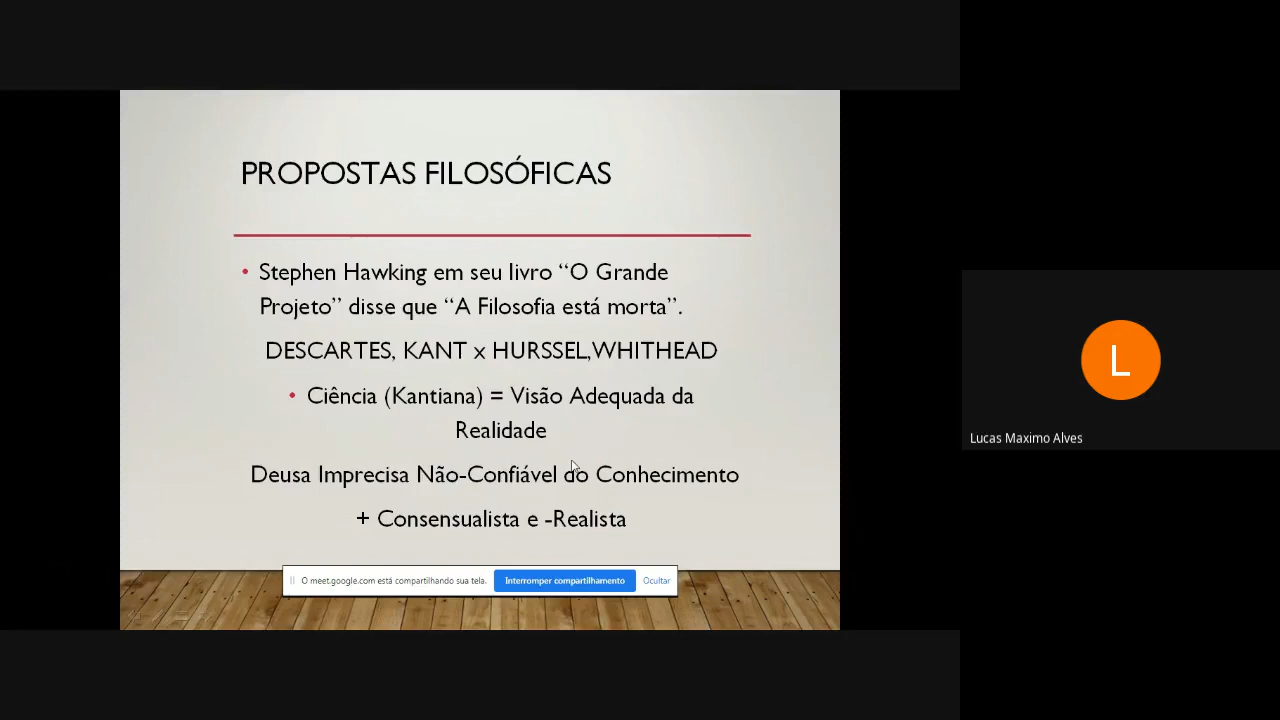 PROPOSTAS FILOSÓFICAS
• Stephen Hawking em seu livro “O Grande
Projeto” disse que “A Filosofia está morta”.
DESCARTES, KANT x HURSSEL,WHITHEAD
• Ciência (Kantiana) = Visão Adequada da
Realidade
Deusa Imprecisa Não-Confiável do Conhecimento
+ Consensualista e -Realista
O meet.google.com está compartilhando sua tela. Interromper compartilhamento Ocultar
L
Lucas Maximo Alves